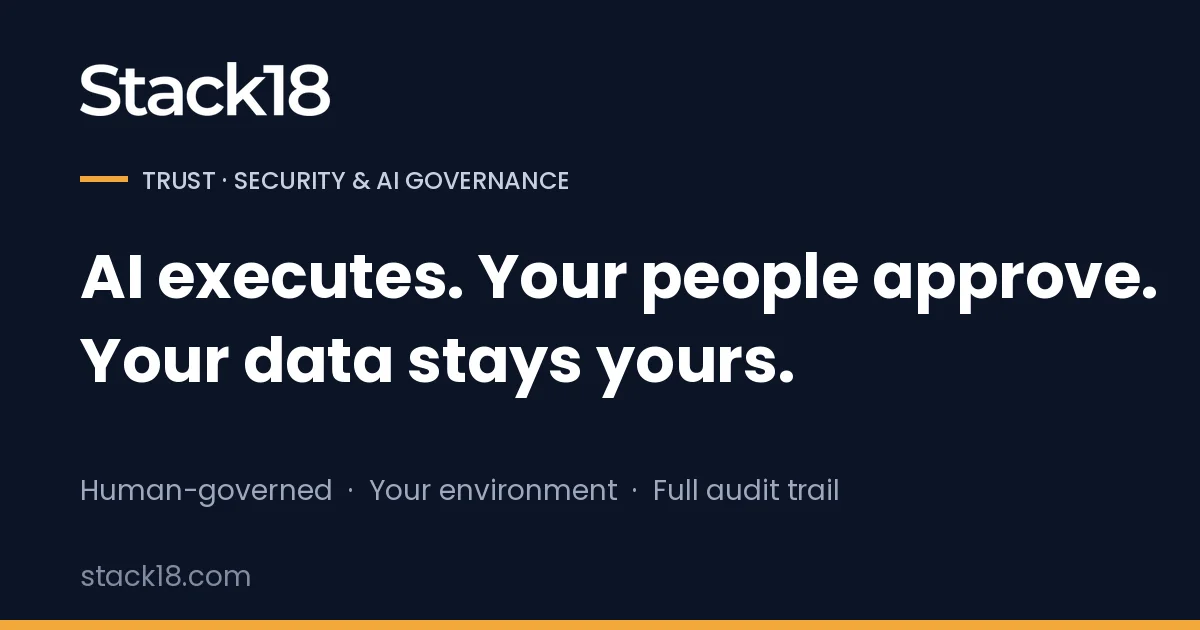 Stack18
TRUST · SECURITY & AI GOVERNANCE
AI executes. Your people approve.
Your data stays yours.
Human-governed · Your environment · Full audit trail
stack18.com